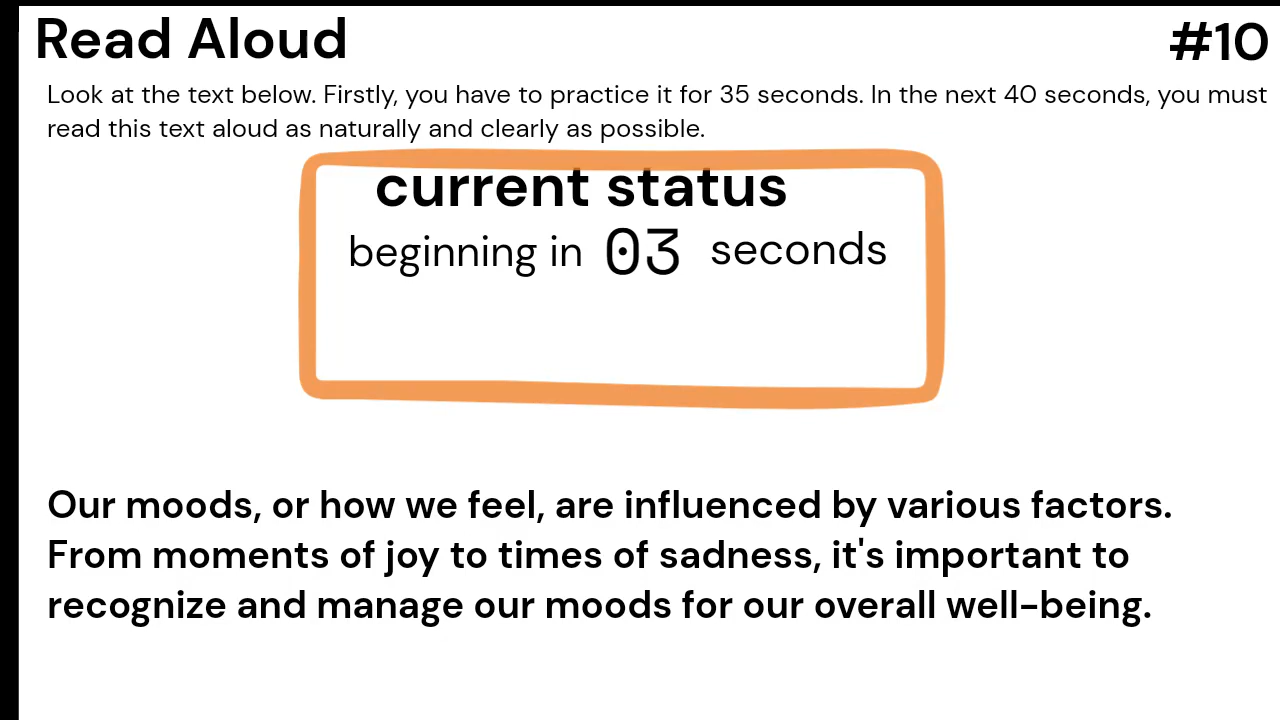 Read Aloud
#10
Look at the text below. Firstly, you have to practice it for 35 seconds. In the next 40 seconds, you must
read this text aloud as naturally and clearly as possible.
current status
beginning in 03 seconds
Our moods, or how we feel, are influenced by various factors.
From moments of joy to times of sadness, it's important to
recognize and manage our moods for our overall well-being.